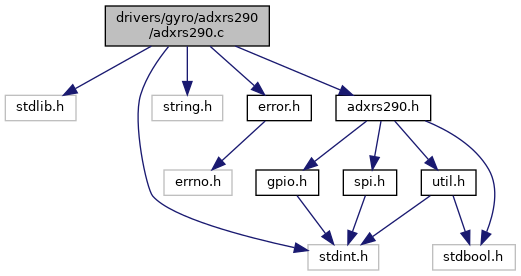 drivers/gyro/adxrs290
/adxrs290.c
stdlib.h
string.h
error.h
adxrs290.h
errno.h
gpio.h
spi.h
util.h
stdint.h
stdbool.h